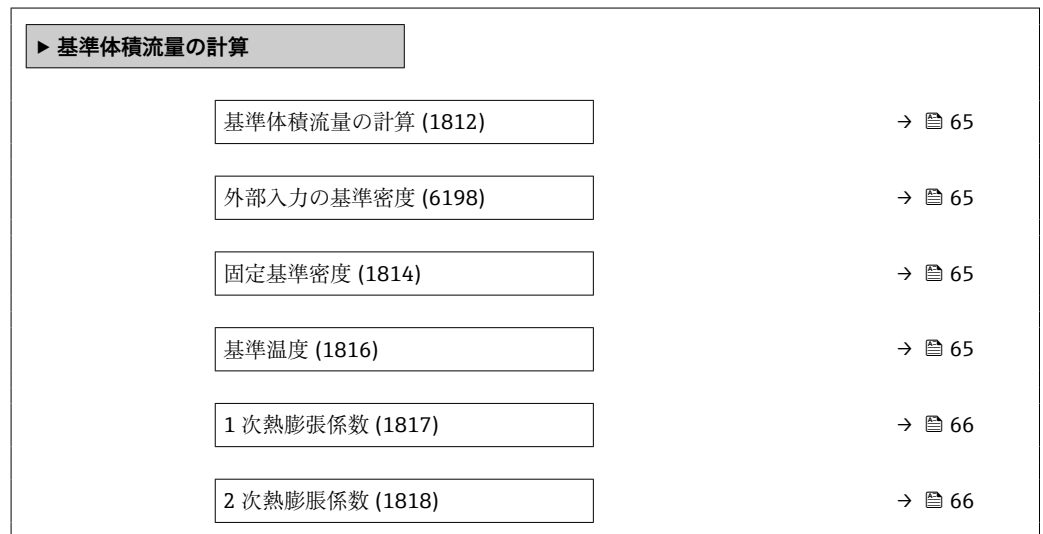 ▶ 基準体積流量の計算
基準体積流量の計算 (1812) → 🖹 65
外部入力の基準密度 (6198) → 🖹 65
固定基準密度 (1814) → 🖹 65
基準温度 (1816) → 🖹 65
1 次熱膨張係数 (1817) → 🖹 66
2 次熱膨脹係数 (1818) → 🖹 66